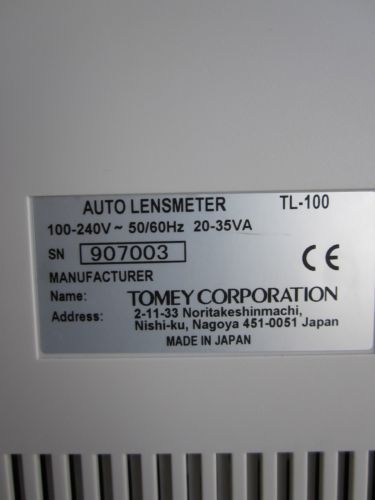 AUTO LENSMETER TL-100
100-240V~ 50/60Hz 20-35VA
SN 907003
CE
MANUFACTURER
Name: TOMEY CORPORATION
Address: 2-11-33 Noritakeshinmachi,
Nishi-ku, Nagoya 451-0051 Japan
MADE IN JAPAN